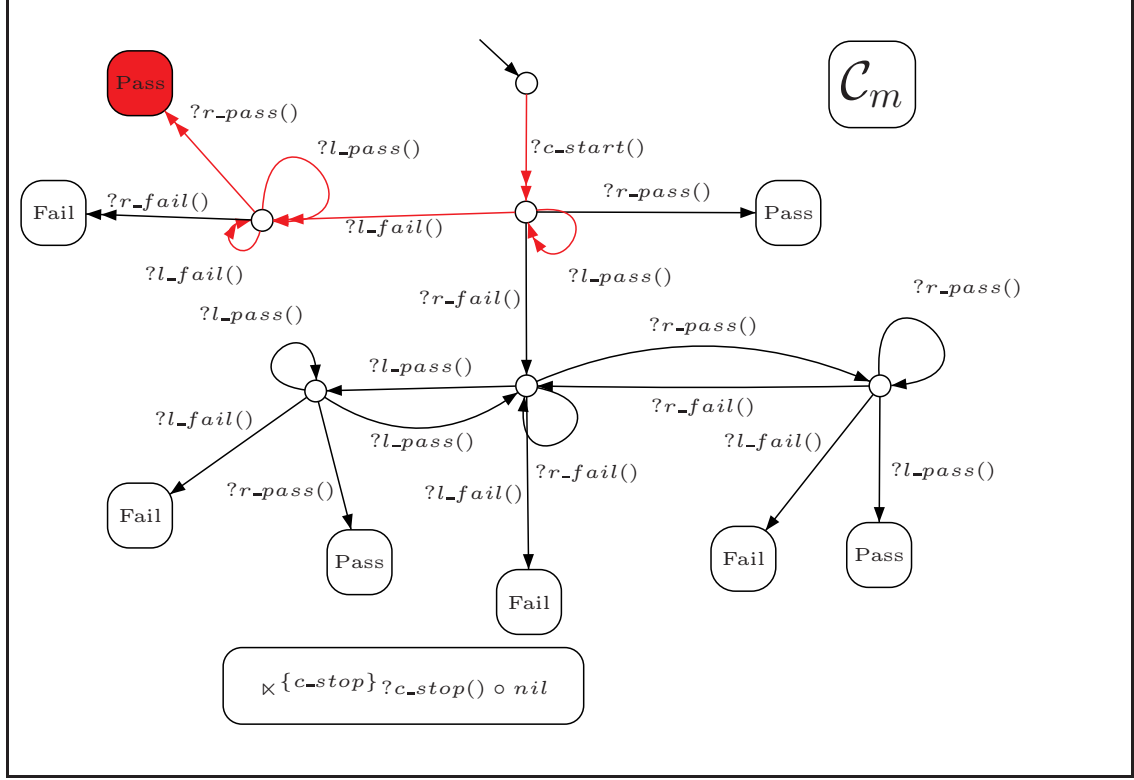 Pass
𝒞m
?r_pass()
?l_pass()
?c_start()
?r_pass()
Fail
?r_fail()
Pass
?l_fail()
?l_fail()
?l_pass()
?r_pass()
?r_fail()
?l_pass()
?r_pass()
?l_pass()
?r_fail()
?l_fail()
?l_pass()
?l_fail()
?r_fail()
?l_pass()
?r_pass()
?l_fail()
Fail
Pass
Fail
Pass
Fail
⋉{c_stop}?c_stop() ∘ nil